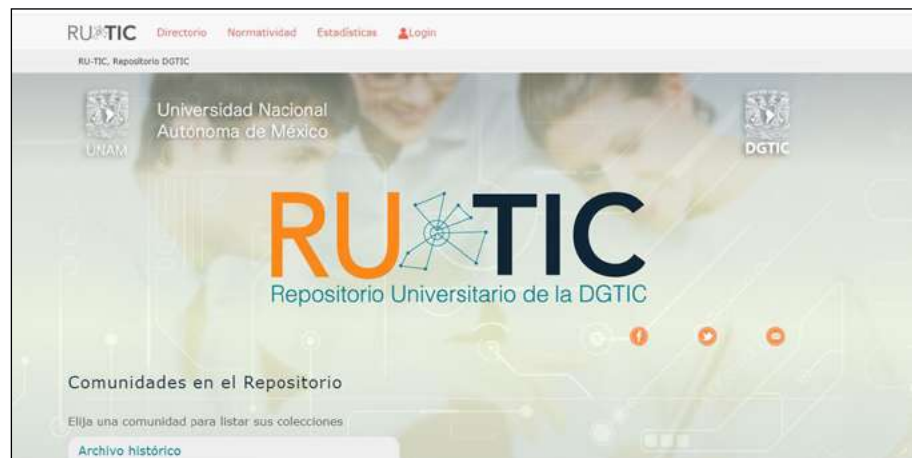 RU TIC Directorio Normatividad Estadísticas Login
RU-TIC, Repositorio DGTIC
Universidad Nacional
Autónoma de México
UNAM
DGTIC
RU TIC
Repositorio Universitario de la DGTIC
Comunidades en el Repositorio
Elija una comunidad para listar sus colecciones
Archivo histórico